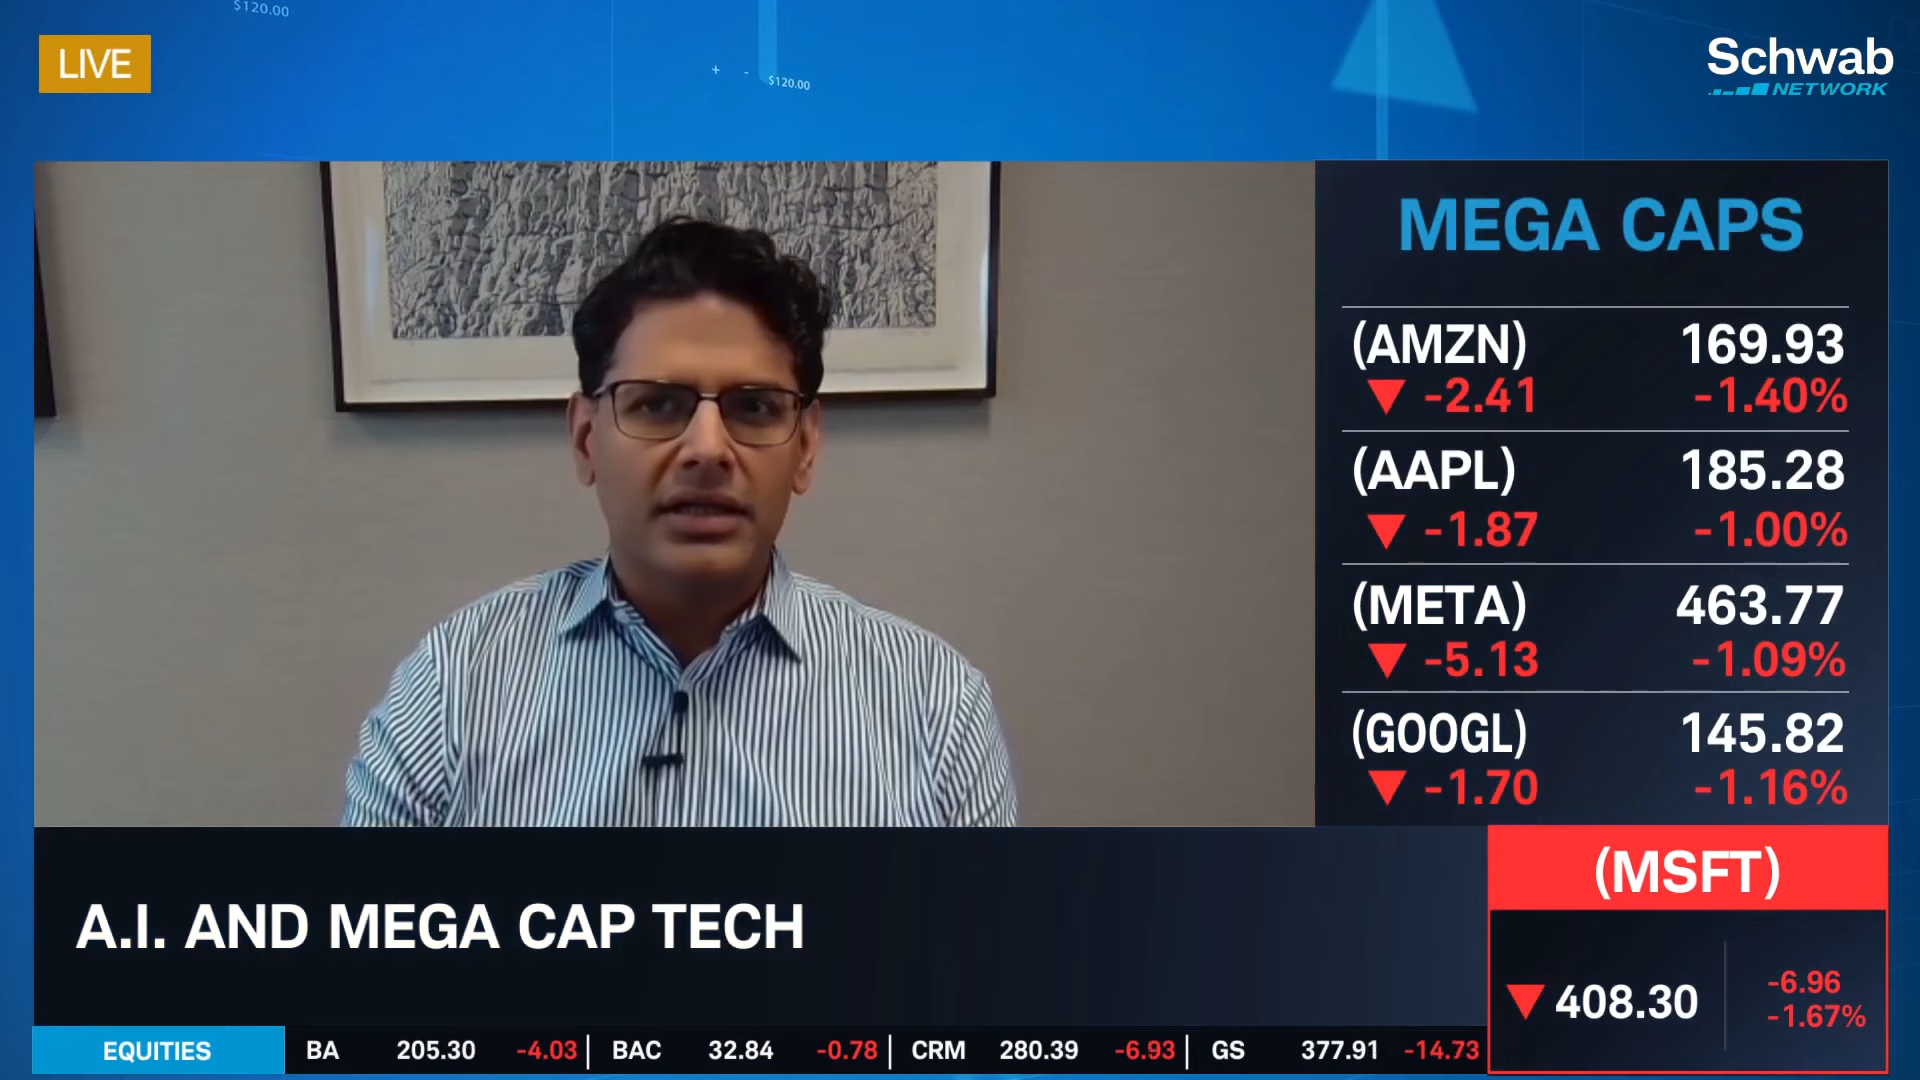 $120.00
LIVE
+ - $120.00
Schwab
NETWORK
MEGA CAPS
(AMZN) 169.93
▼ -2.41 -1.40%
(AAPL) 185.28
▼ -1.87 -1.00%
(META) 463.77
▼ -5.13 -1.09%
(GOOGL) 145.82
▼ -1.70 -1.16%
A.I. AND MEGA CAP TECH
(MSFT)
▼ 408.30
-6.96
-1.67%
EQUITIES BA 205.30 -4.03 | BAC 32.84 -0.78 | CRM 280.39 -6.93 | GS 377.91 -14.73